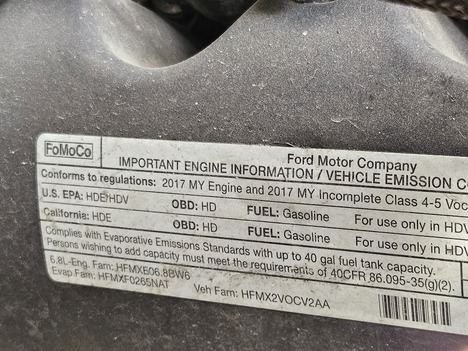 FoMoCo
Ford Motor Company
IMPORTANT ENGINE INFORMATION / VEHICLE EMISSION
Conforms to regulations: 2017 MY Engine and 2017 MY Incomplete Class 4-5
U.S. EPA: HDE/HDV OBD: HD FUEL: Gasoline For use only in HDV
California: HDE OBD: HD FUEL: Gasoline For use only in HDV
Complies with Evaporative Emissions Standards with up to 40 gal fuel tank capacity.
Persons wishing to add capacity must meet the requirements of 40CFR 86.095-35(g)(2).
6.8L-Eng. Fam: HFMXE06.8BW6
Evap Fam: HFMXF0265NAT Veh Fam: HFMX2VOCV2AA